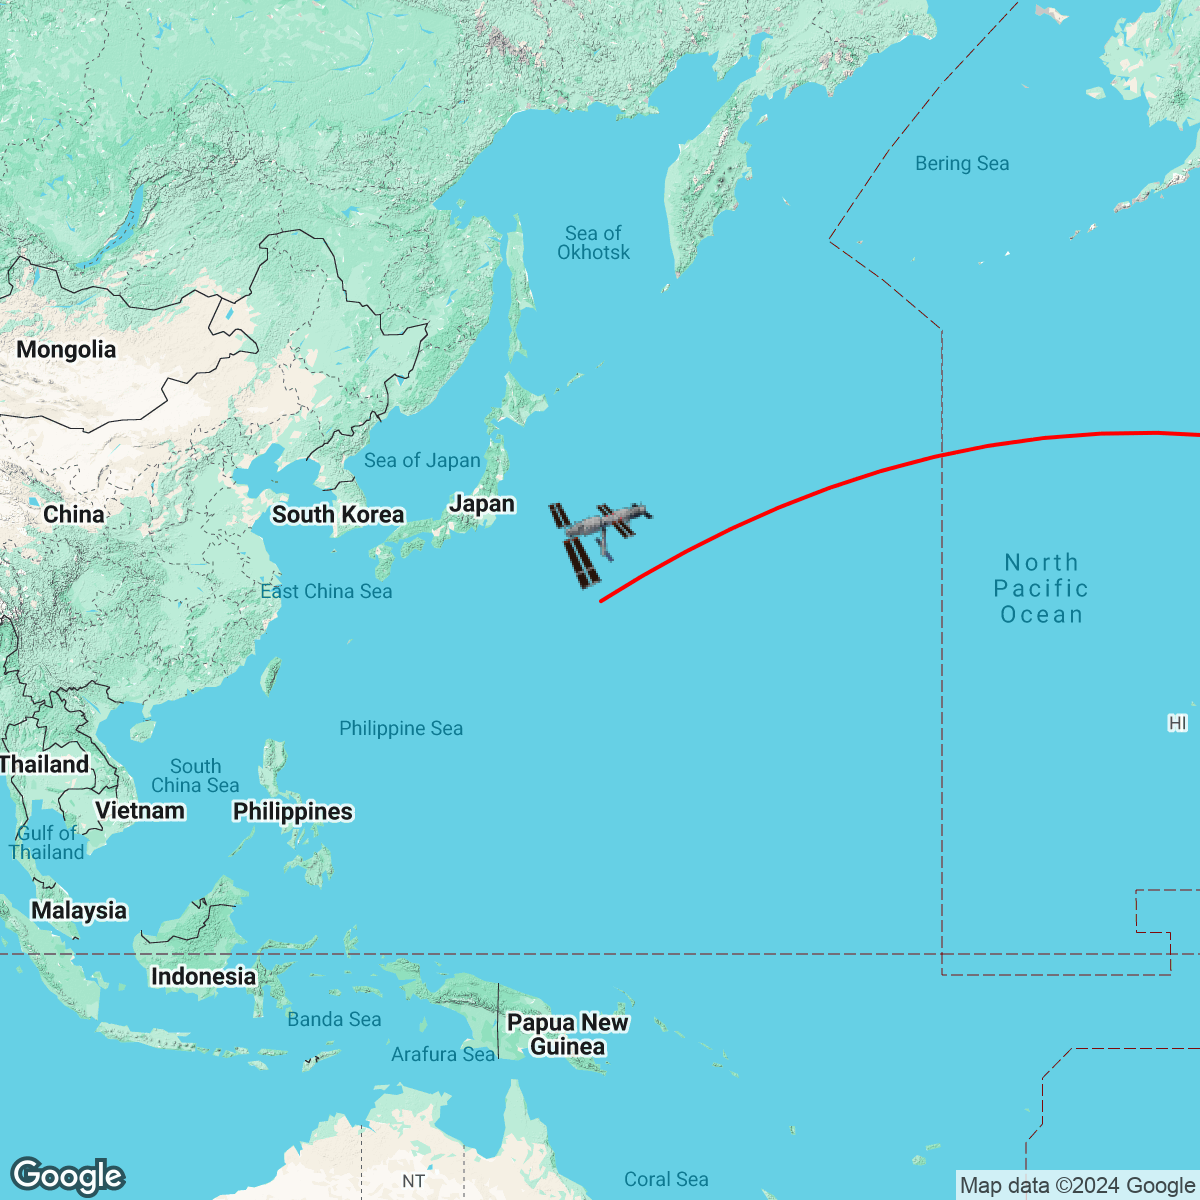 Bering Sea
Sea of
Okhotsk
Mongolia
Sea of Japan
Japan
China
South Korea
North
Pacific
Ocean
East China Sea
HI
Philippine Sea
Thailand
South
China Sea
Vietnam
Philippines
Gulf of
Thailand
Malaysia
Indonesia
Banda Sea
Papua New
Guinea
Arafura Sea
NT
Coral Sea
Google
Map data ©2024 Google